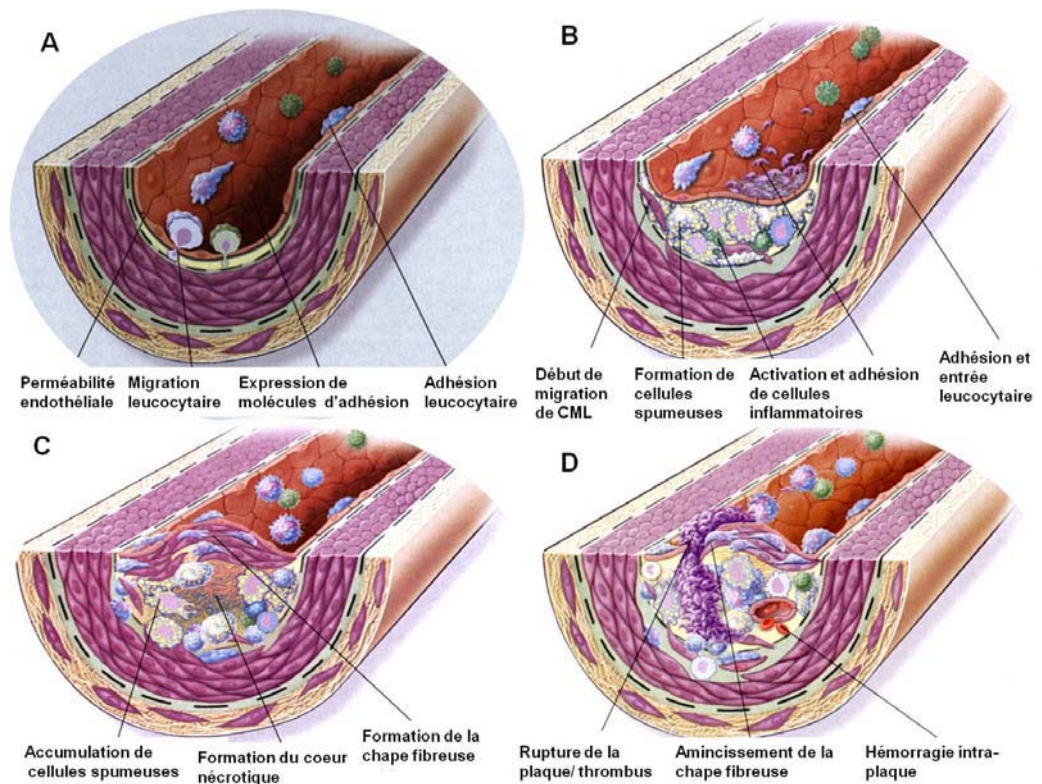 A
Perméabilité
endothéliale
Migration
leucocytaire
Expression de
molécules d'adhésion
Adhésion
leucocytaire
B
Début de
migration
de CML
Formation de
cellules
spumeuses
Activation et adhésion
de cellules
inflammatoires
Adhésion et
entrée
leucocytaire
C
Accumulation de
cellules spumeuses
Formation du coeur
nécrotique
Formation de la
chape fibreuse
D
Rupture de la
plaque/ thrombus
Amincissement de la
chape fibreuse
Hémorragie intra-
plaque